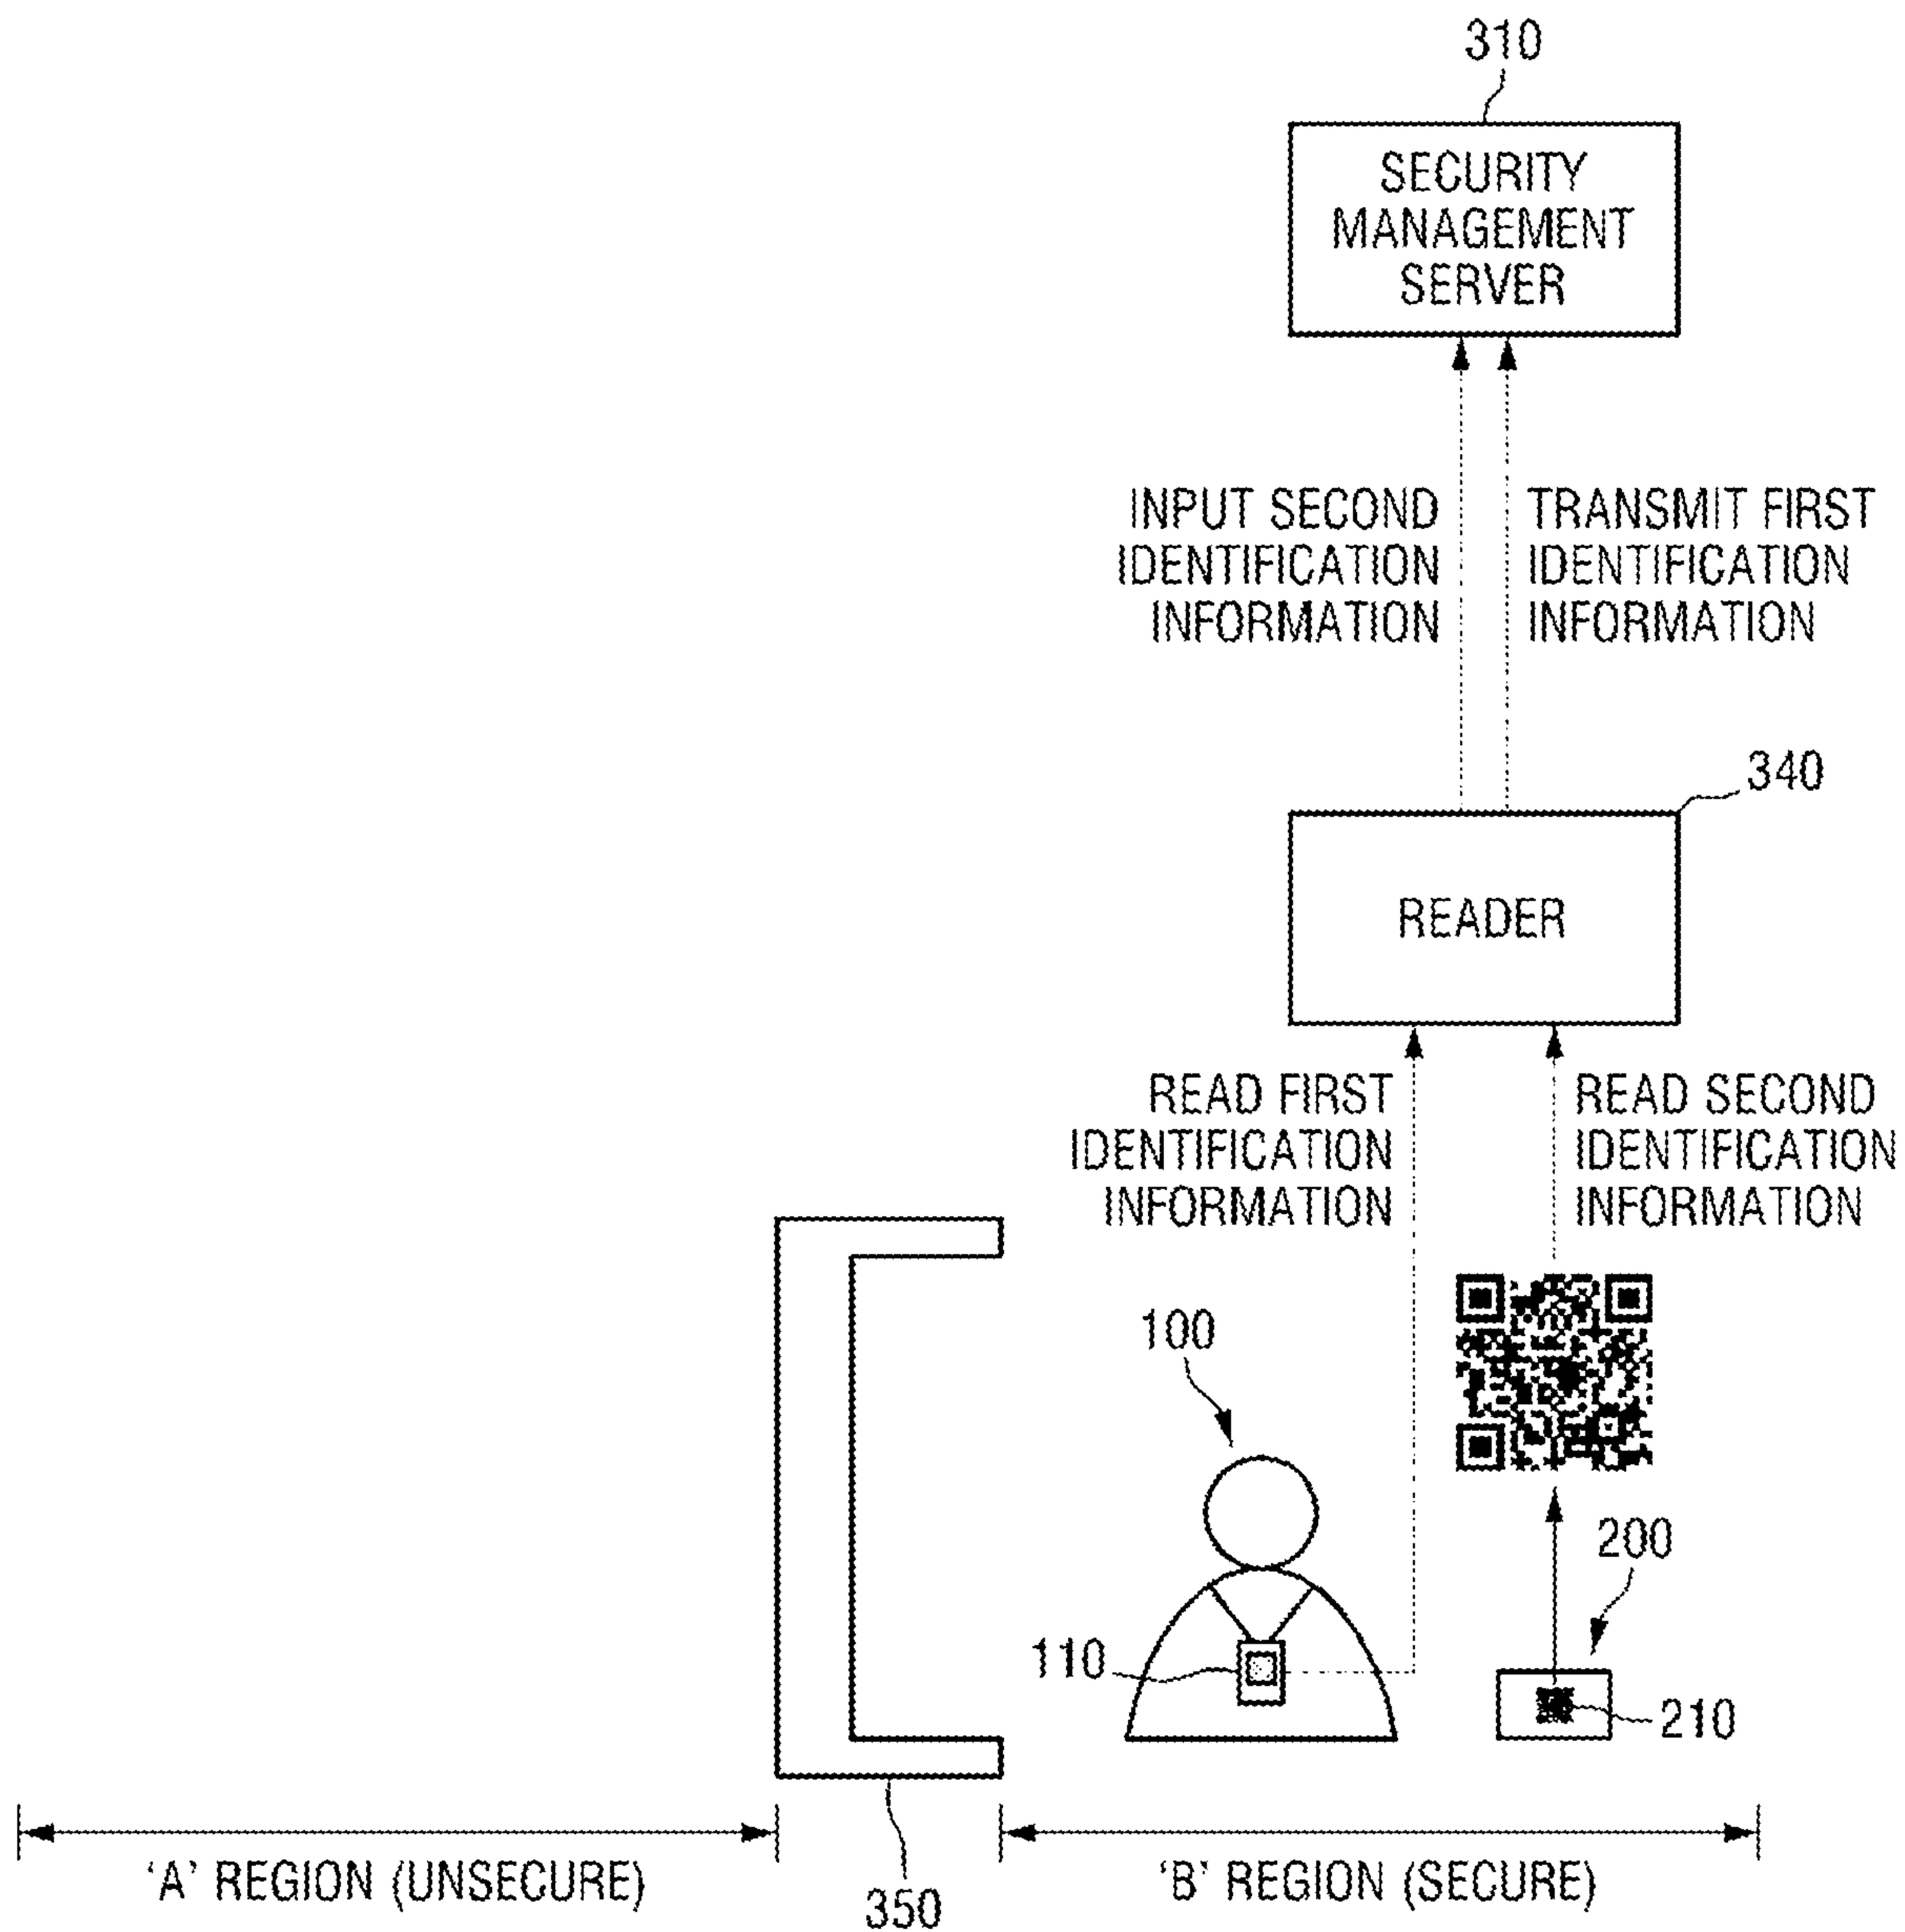 310
SECURITY
MANAGEMENT
SERVER
INPUT SECOND
IDENTIFICATION
INFORMATION
TRANSMIT FIRST
IDENTIFICATION
INFORMATION
340
READER
READ FIRST
IDENTIFICATION
INFORMATION
READ SECOND
IDENTIFICATION
INFORMATION
100
200
110
210
'A' REGION (UNSECURE)
350
'B' REGION (SECURE)